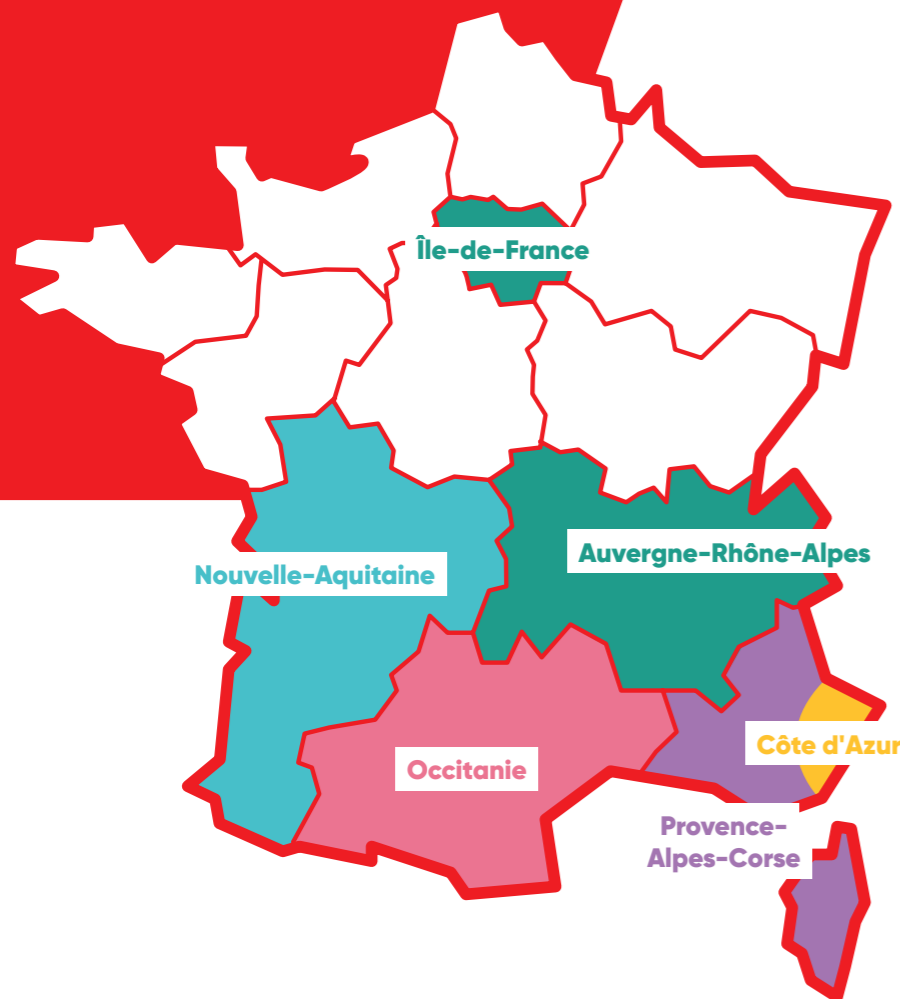 Île-de-France
Auvergne-Rhône-Alpes
Nouvelle-Aquitaine
Côte d'Azur
Occitanie
Provence-
Alpes-Corse